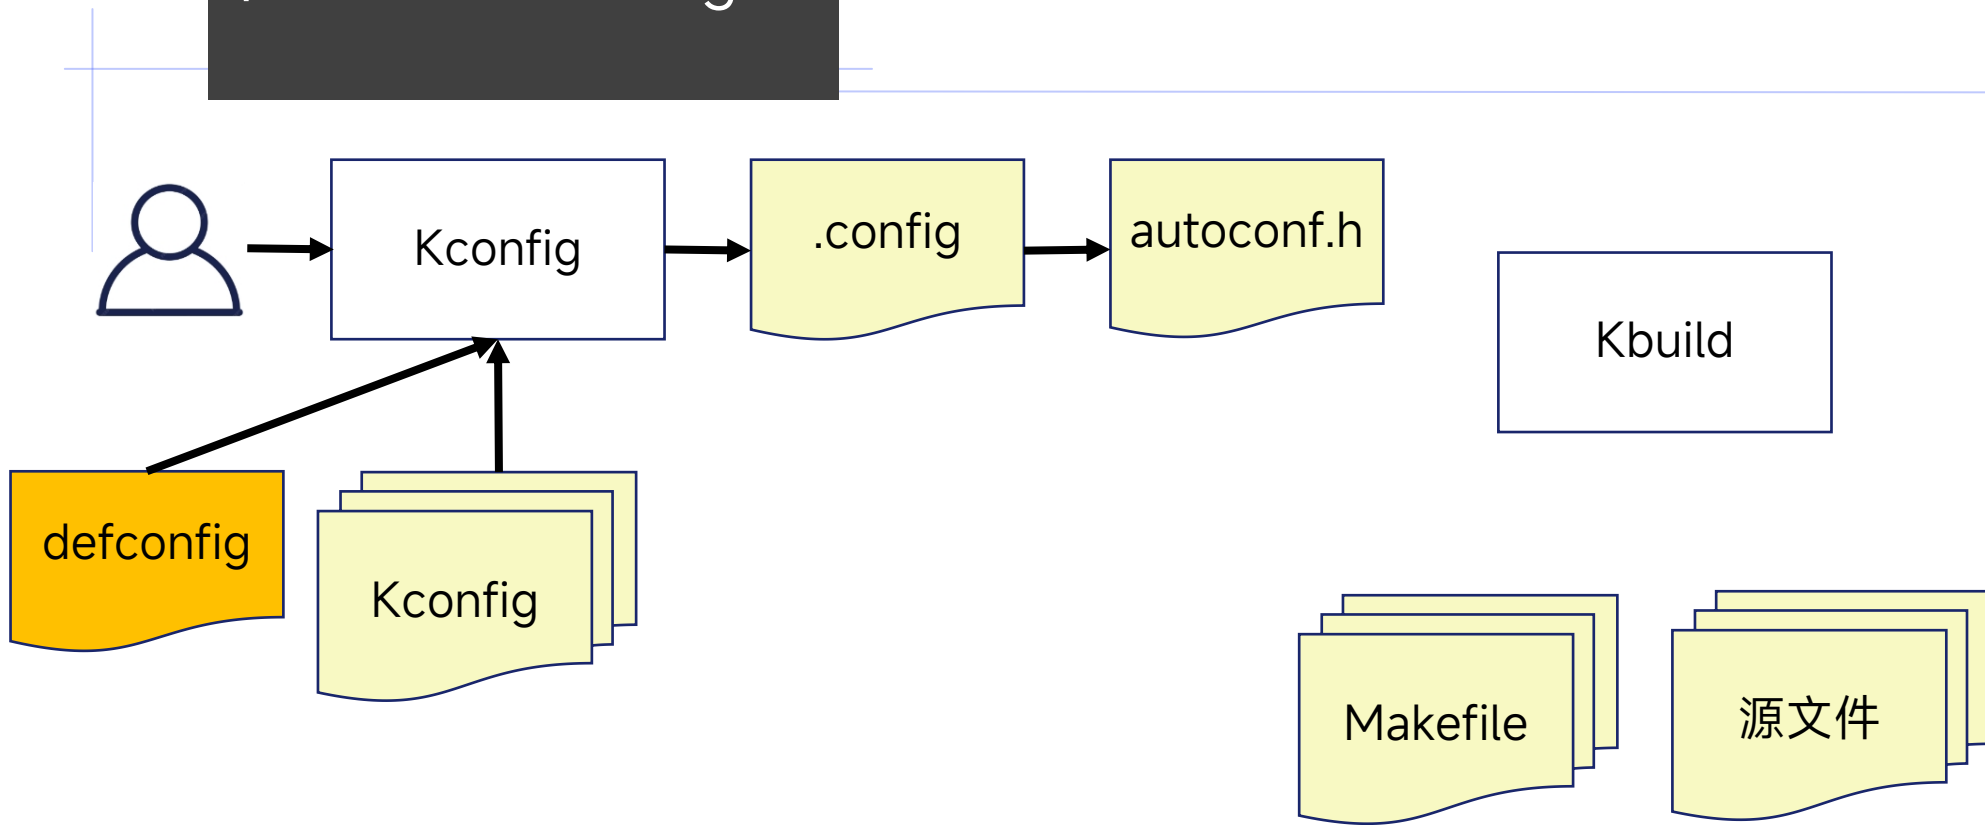 Kconfig
.config
autoconf.h
Kbuild
defconfig
Kconfig
Makefile
源文件